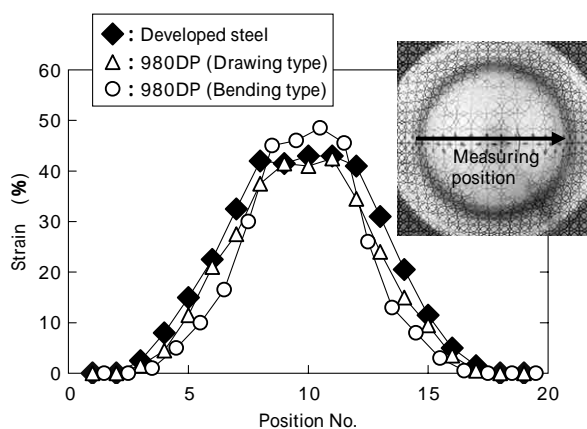 : Developed steel
: 980DP (Drawing type)
: 980DP (Bending type)
60
50
40
30
20
10
0
Strain (%)
0
5
10
15
20
Position No.
Measuring
position